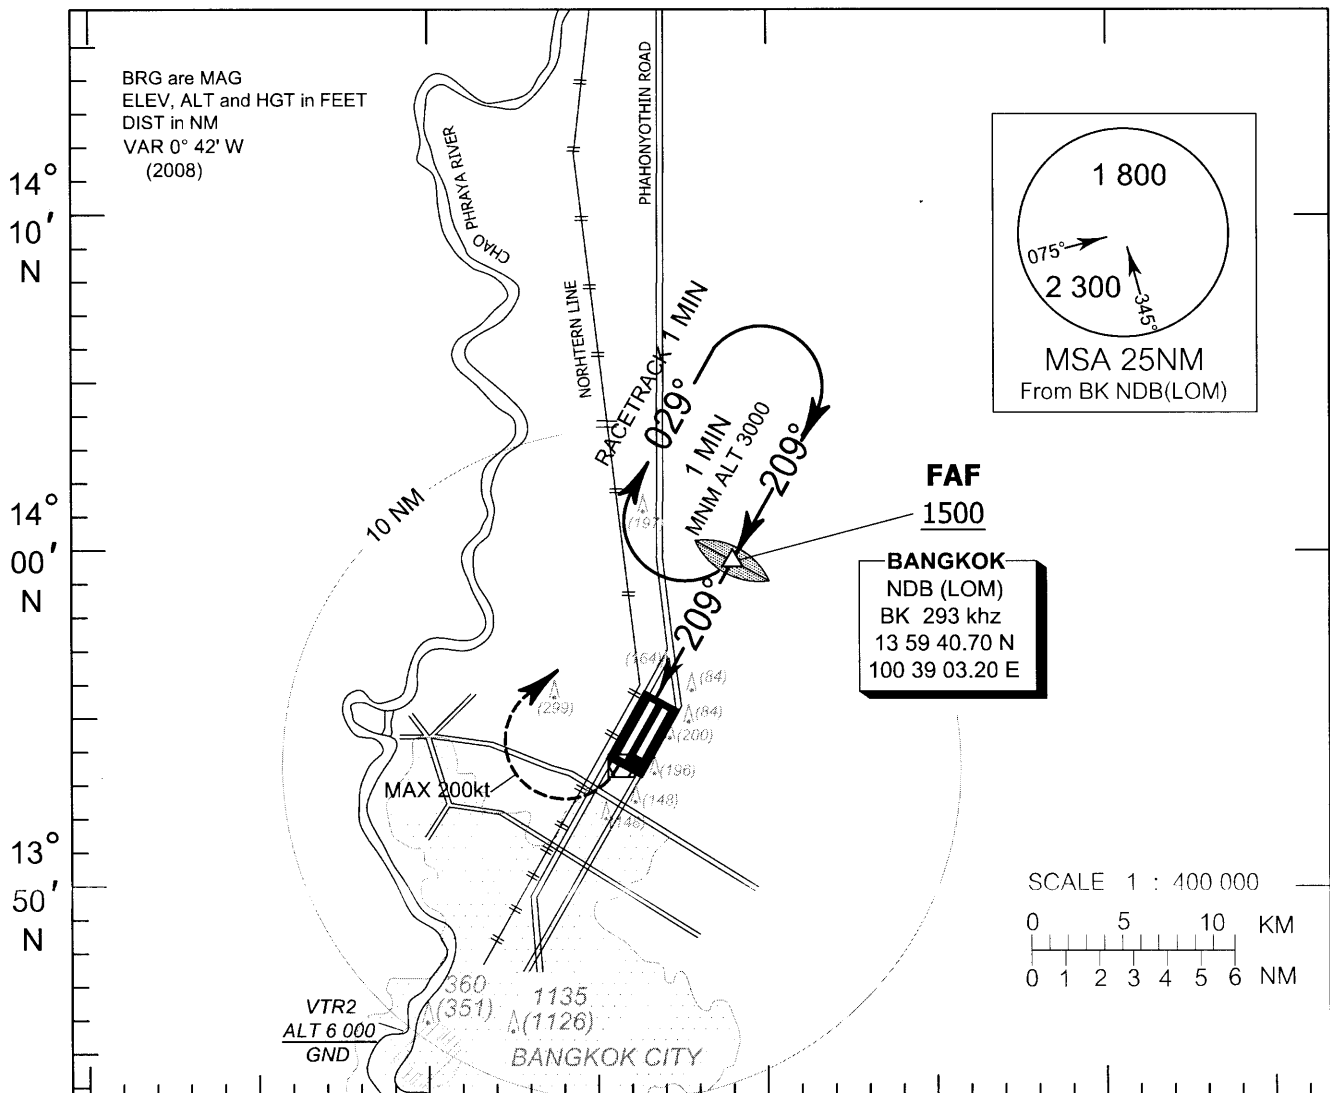 BRG are MAG
ELEV, ALT and HGT in FEET
DIST in NM
VAR 0° 42' W
(2008)
14°
10'
N
CHAO PHRAYA RIVER
NORHTERN LINE
PHAHONYOTHIN ROAD
1 800
075°
2 300
345°
MSA 25NM
From BK NDB(LOM)
RACETRACK 1 MIN
029°
1 MIN
MNM ALT 3000
209°
FAF
1500
10 NM
(197)
14°
00'
N
BANGKOK
NDB (LOM)
BK 293 khz
13 59 40.70 N
100 39 03.20 E
209°
(164)
(84)
(299)
(84)
(200)
(196)
MAX 200kt
(148)
(146)
13°
50'
N
SCALE 1 : 400 000
0 5 10 KM
0 1 2 3 4 5 6 NM
360
(351)
1135
(1126)
VTR2
ALT 6 000
GND
BANGKOK CITY